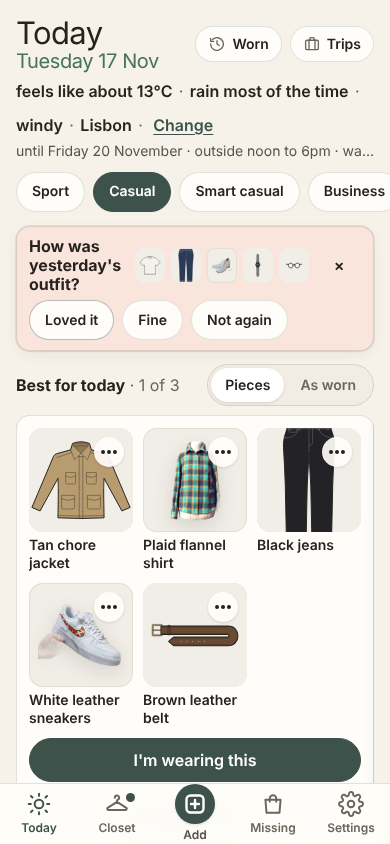 Today
Worn
Trips
Tuesday 17 Nov
feels like about 13°C · rain most of the time ·
windy · Lisbon · Change
until Friday 20 November · outside noon to 6pm · wa...
Sport
Casual
Smart casual
Business
How was
yesterday's
outfit?
Loved it
Fine
Not again
Best for today · 1 of 3
Pieces
As worn
Tan chore
jacket
Plaid flannel
shirt
Black jeans
White leather
sneakers
Brown leather
belt
I'm wearing this
Today
Closet
Add
Missing
Settings